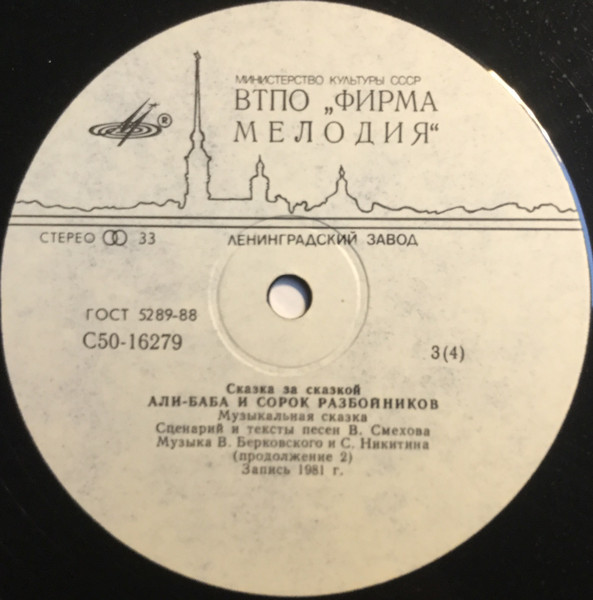 МИНИСТЕРСТВО КУЛЬТУРЫ СССР
ВТПО „ФИРМА
МЕЛОДИЯ“
®
СТЕРЕО 33
ЛЕНИНГРАДСКИЙ ЗАВОД
ГОСТ 5289-88
С50-16279
3(4)
Сказка за сказкой
АЛИ-БАБА И СОРОК РАЗБОЙНИКОВ
Музыкальная сказка
Сценарий и тексты песен В. Смехова
Музыка В. Берковского и С. Никитина
(продолжение 2)
Запись 1981 г.